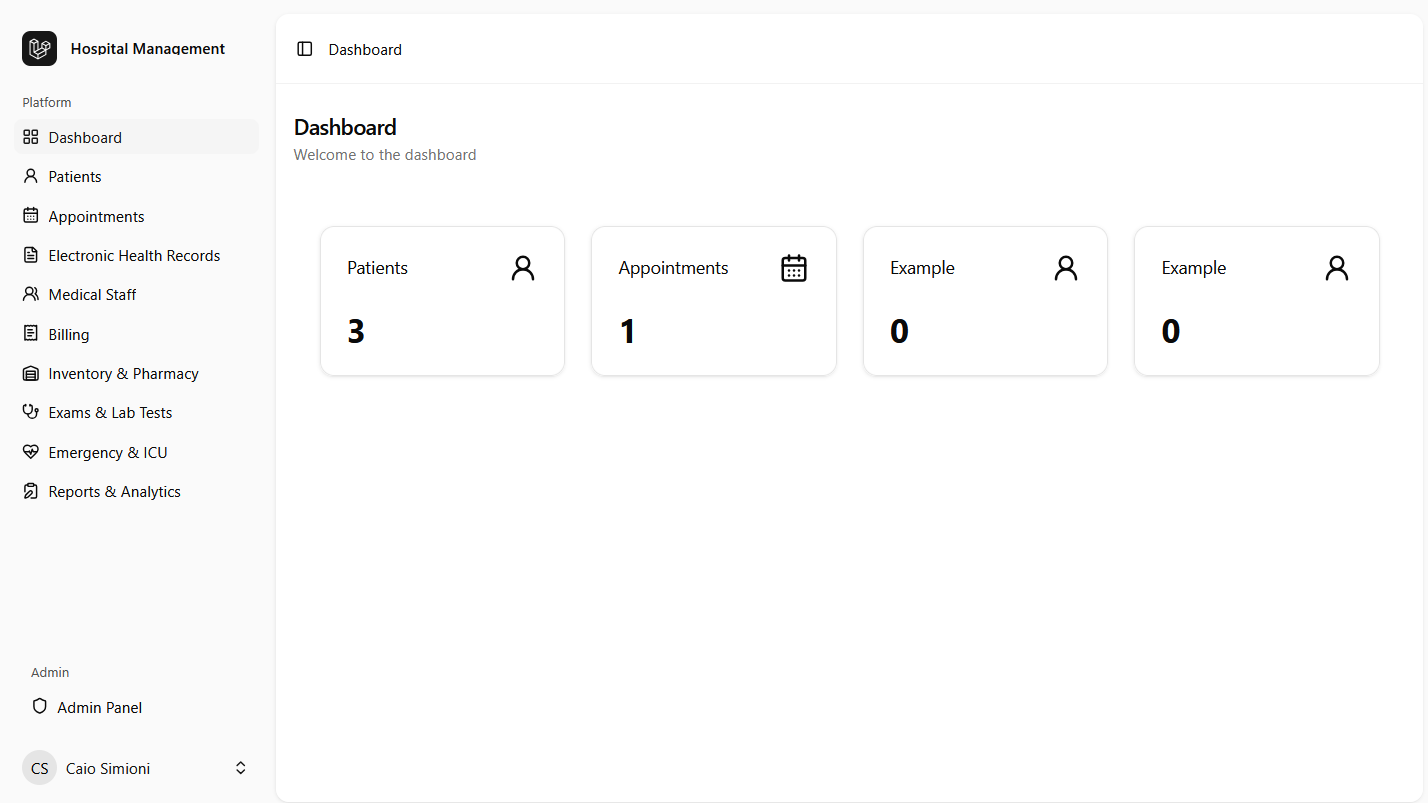 Hospital Management
Platform
Dashboard
Patients
Appointments
Electronic Health Records
Medical Staff
Billing
Inventory & Pharmacy
Exams & Lab Tests
Emergency & ICU
Reports & Analytics
Admin
Admin Panel
CS Caio Simioni
Dashboard
Dashboard
Welcome to the dashboard
Patients
3
Appointments
1
Example
0
Example
0